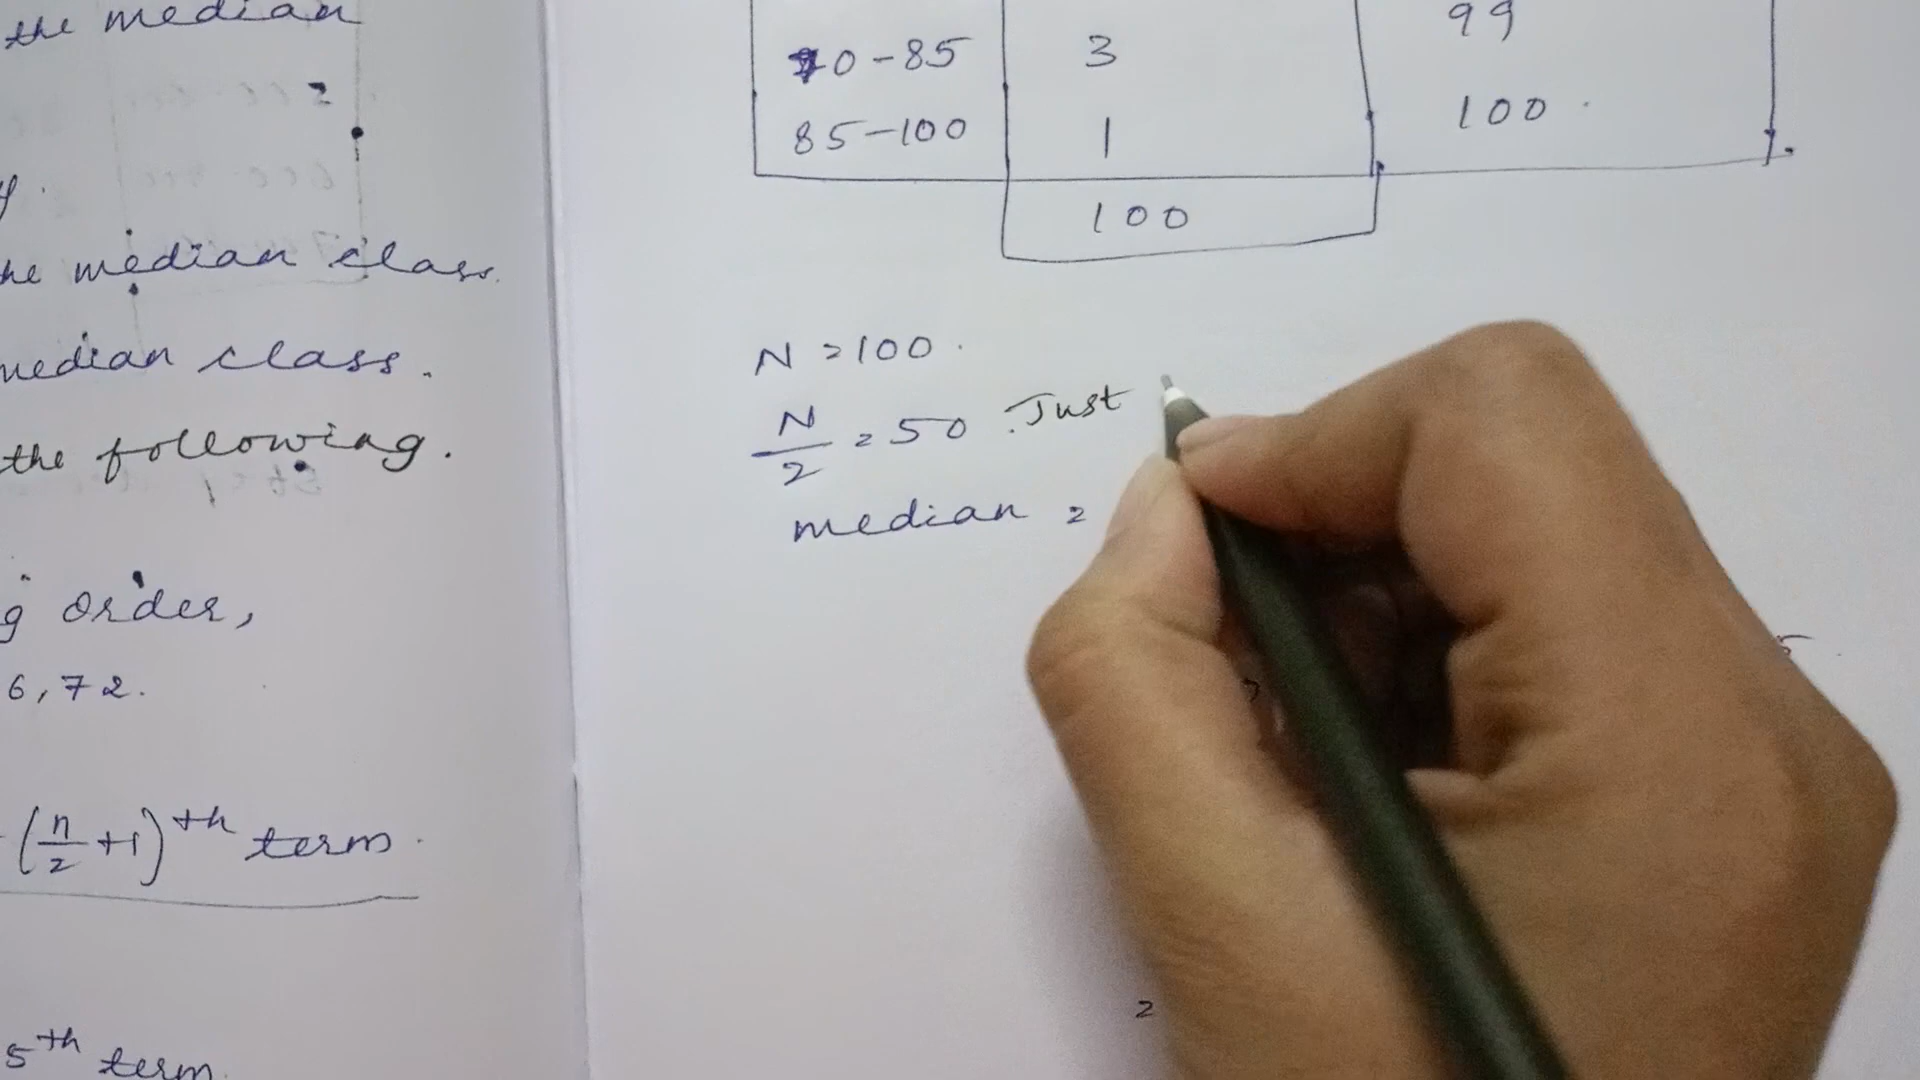 the median
he median class.
median class.
the following.
g order,
6, 72.
(n/2 + 1)th term.
5th term.
99
70-85 3
100
85-100 1
100
N = 100.
N/2 = 50. Just
median =